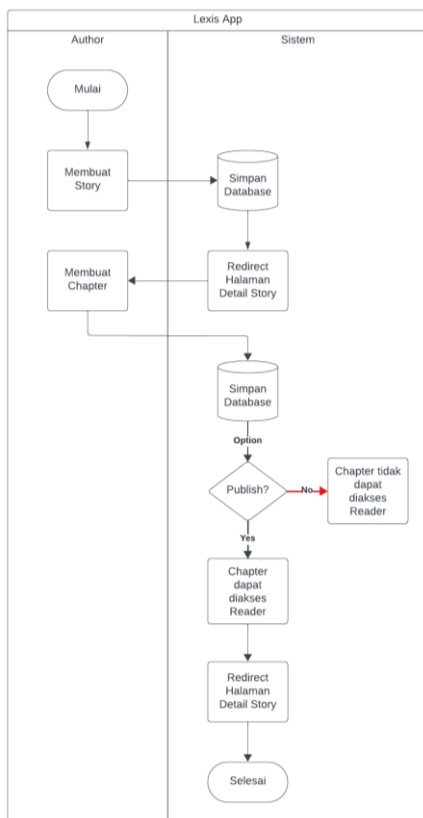 Lexis App
Author
Sistem
Mulai
Membuat
Story
Simpan
Database
Membuat
Chapter
Redirect
Halaman
Detail Story
Simpan
Database
Option
Publish?
No
Chapter tidak
dapat
diakses
Reader
Yes
Chapter
dapat
diakses
Reader
Redirect
Halaman
Detail Story
Selesai